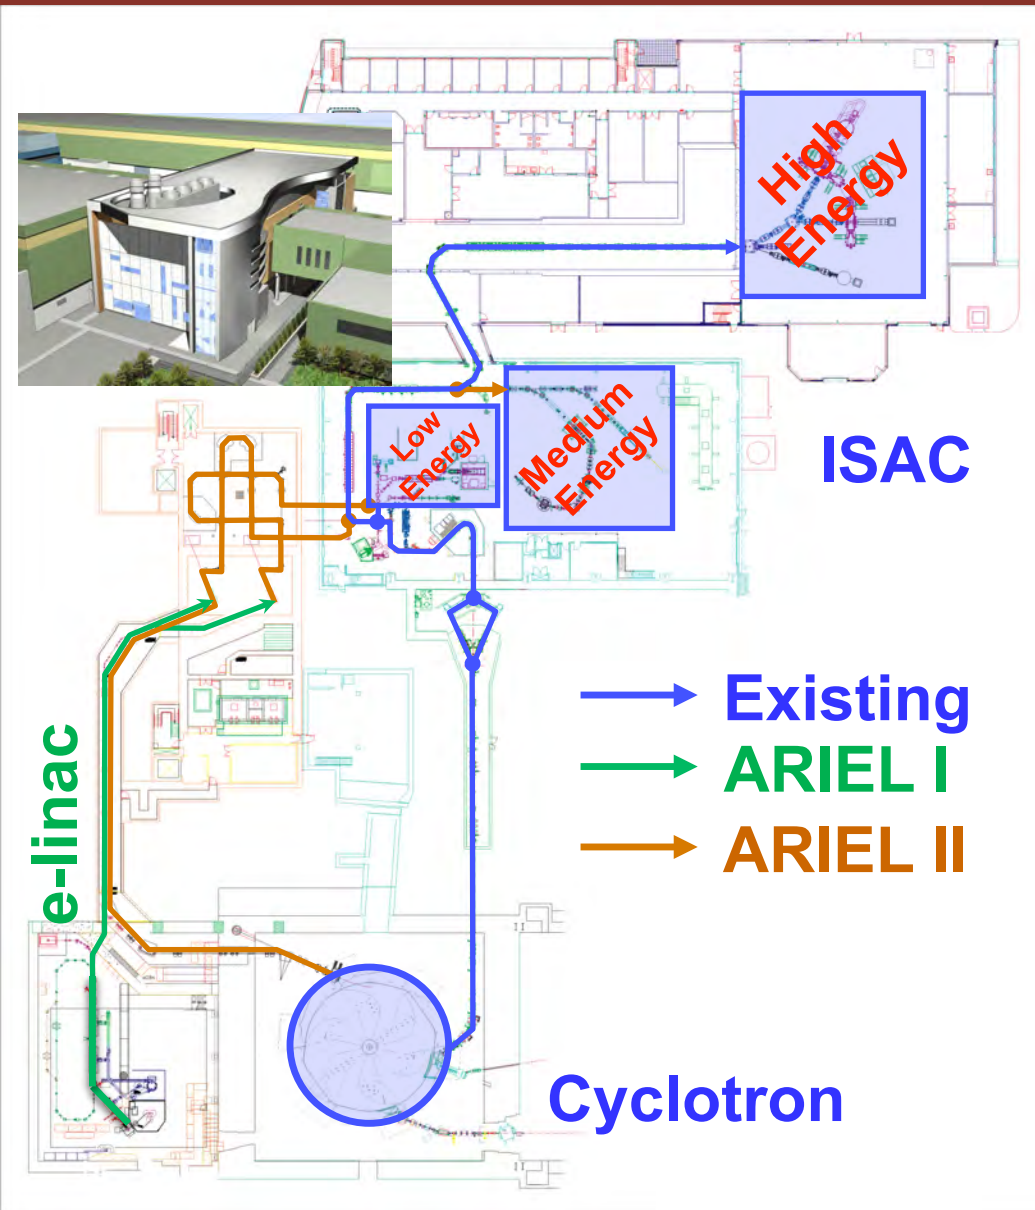 High
Energy
Low
Energy
Medium
Energy
ISAC
Existing
ARIEL I
ARIEL II
e-linac
Cyclotron